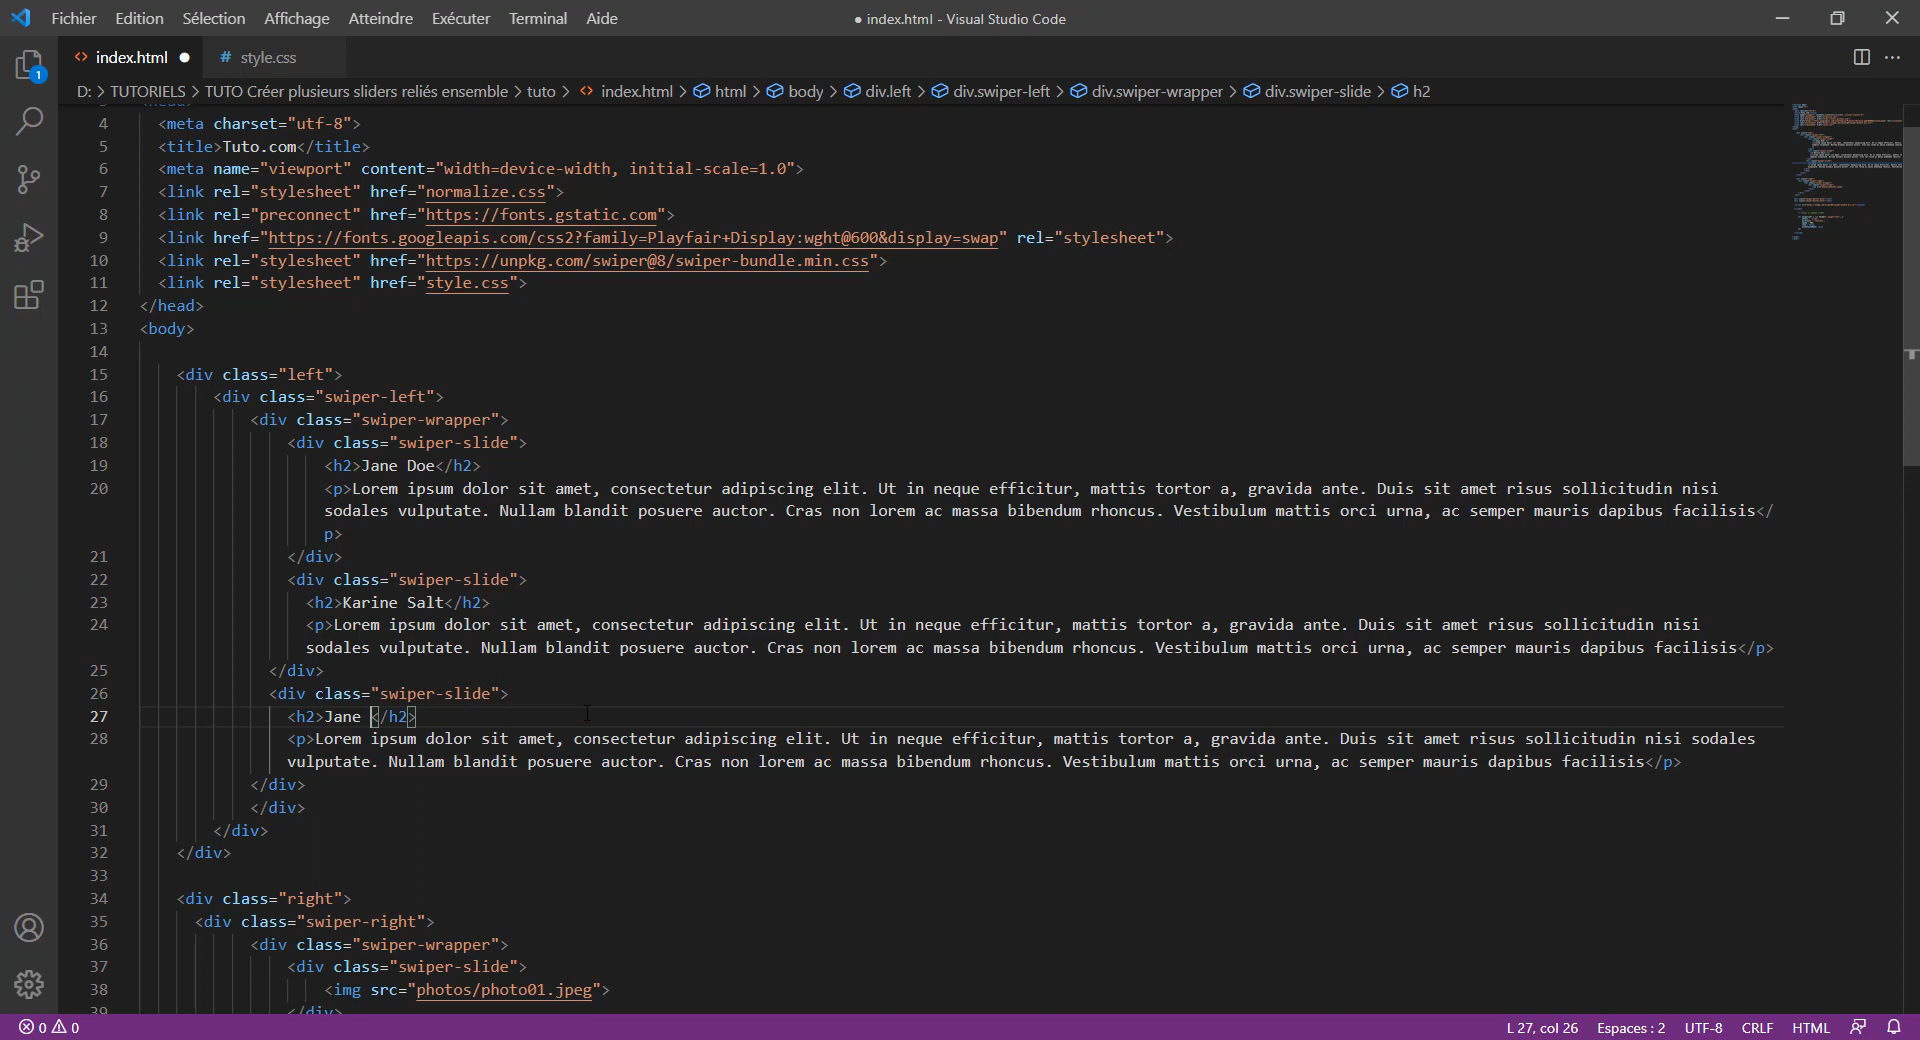 Fichier Edition Sélection Affichage Atteindre Exécuter Terminal Aide
● index.html - Visual Studio Code
<> index.html ● # style.css
D: > TUTORIELS > TUTO Créer plusieurs sliders reliés ensemble > tuto > <> index.html > html > body > div.left > div.swiper-left > div.swiper-wrapper > div.swiper-slide > h2
1
4 <meta charset="utf-8">
5 <title>Tuto.com</title>
6 <meta name="viewport" content="width=device-width, initial-scale=1.0">
7 <link rel="stylesheet" href="normalize.css">
8 <link rel="preconnect" href="https://fonts.gstatic.com">
9 <link href="https://fonts.googleapis.com/css2?family=Playfair+Display:wght@600&display=swap" rel="stylesheet">
10 <link rel="stylesheet" href="https://unpkg.com/swiper@8/swiper-bundle.min.css">
11 <link rel="stylesheet" href="style.css">
12 </head>
13 <body>
14
15 <div class="left">
16 <div class="swiper-left">
17 <div class="swiper-wrapper">
18 <div class="swiper-slide">
19 <h2>Jane Doe</h2>
20 <p>Lorem ipsum dolor sit amet, consectetur adipiscing elit. Ut in neque efficitur, mattis tortor a, gravida ante. Duis sit amet risus sollicitudin nisi
sodales vulputate. Nullam blandit posuere auctor. Cras non lorem ac massa bibendum rhoncus. Vestibulum mattis orci urna, ac semper mauris dapibus facilisis</
p>
21 </div>
22 <div class="swiper-slide">
23 <h2>Karine Salt</h2>
24 <p>Lorem ipsum dolor sit amet, consectetur adipiscing elit. Ut in neque efficitur, mattis tortor a, gravida ante. Duis sit amet risus sollicitudin nisi
sodales vulputate. Nullam blandit posuere auctor. Cras non lorem ac massa bibendum rhoncus. Vestibulum mattis orci urna, ac semper mauris dapibus facilisis</p>
25 </div>
26 <div class="swiper-slide">
27 <h2>Jane </h2>
28 <p>Lorem ipsum dolor sit amet, consectetur adipiscing elit. Ut in neque efficitur, mattis tortor a, gravida ante. Duis sit amet risus sollicitudin nisi sodales
vulputate. Nullam blandit posuere auctor. Cras non lorem ac massa bibendum rhoncus. Vestibulum mattis orci urna, ac semper mauris dapibus facilisis</p>
29 </div>
30 </div>
31 </div>
32 </div>
33
34 <div class="right">
35 <div class="swiper-right">
36 <div class="swiper-wrapper">
37 <div class="swiper-slide">
38 <img src="photos/photo01.jpeg">
39 </div>
0 0 L 27, col 26 Espaces : 2 UTF-8 CRLF HTML